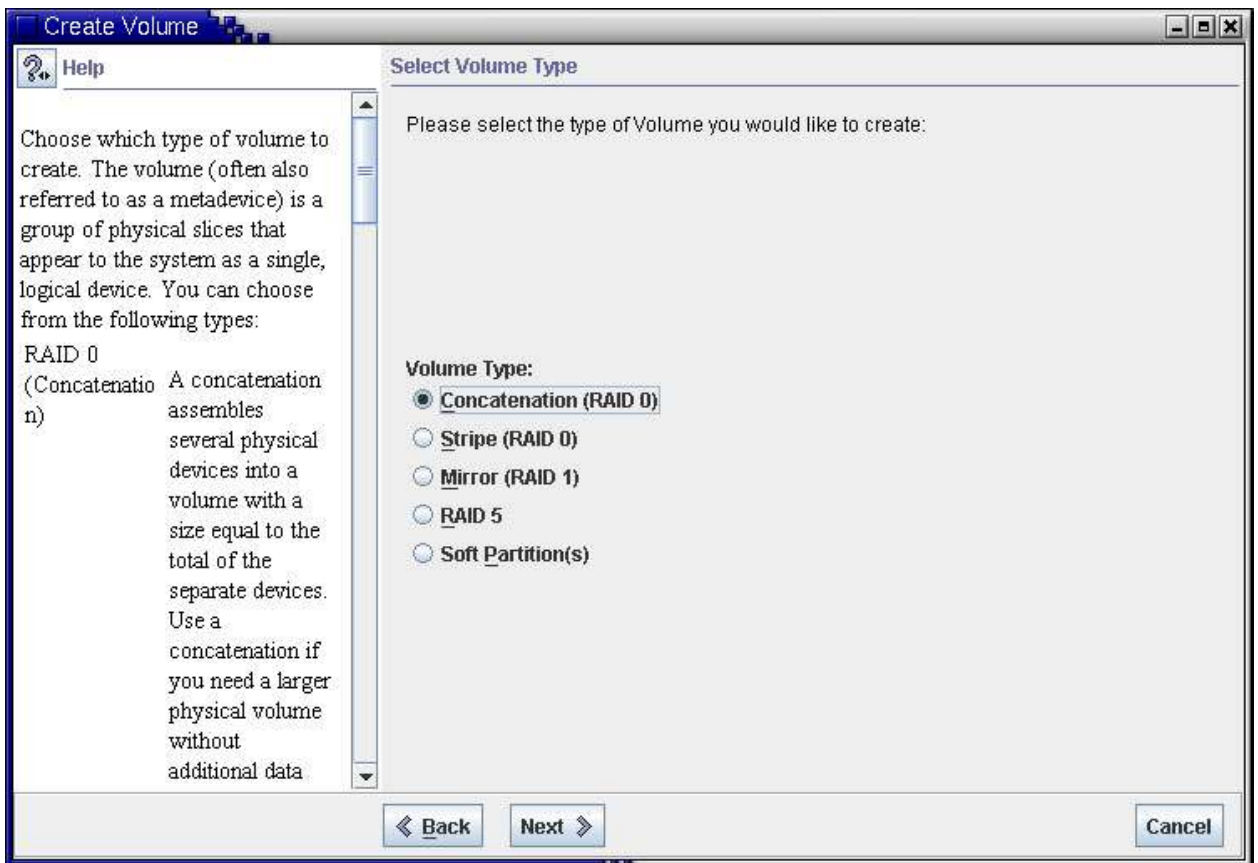 Create Volume
Help
Choose which type of volume to
create. The volume (often also
referred to as a metadevice) is a
group of physical slices that
appear to the system as a single,
logical device. You can choose
from the following types:
RAID 0
(Concatenatio
n)
A concatenation
assembles
several physical
devices into a
volume with a
size equal to the
total of the
separate devices.
Use a
concatenation if
you need a larger
physical volume
without
additional data
Select Volume Type
Please select the type of Volume you would like to create:
Volume Type:
Concatenation (RAID 0)
Stripe (RAID 0)
Mirror (RAID 1)
RAID 5
Soft Partition(s)
Back
Next
Cancel